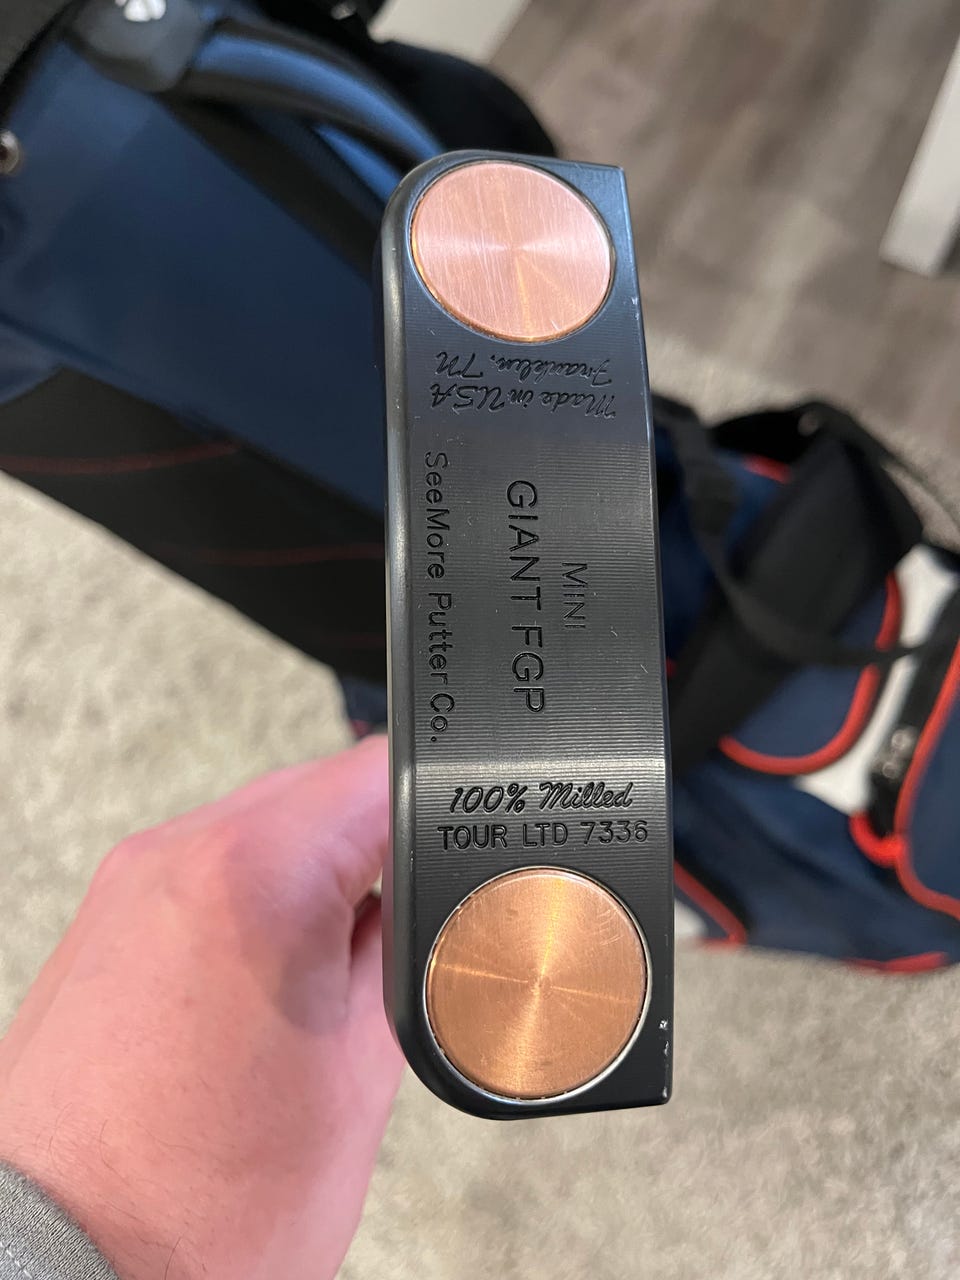 Made in USA
Franklin, TN
MINI
GIANT FGP
SeeMore Putter Co.
100% Milled
TOUR LTD 7336